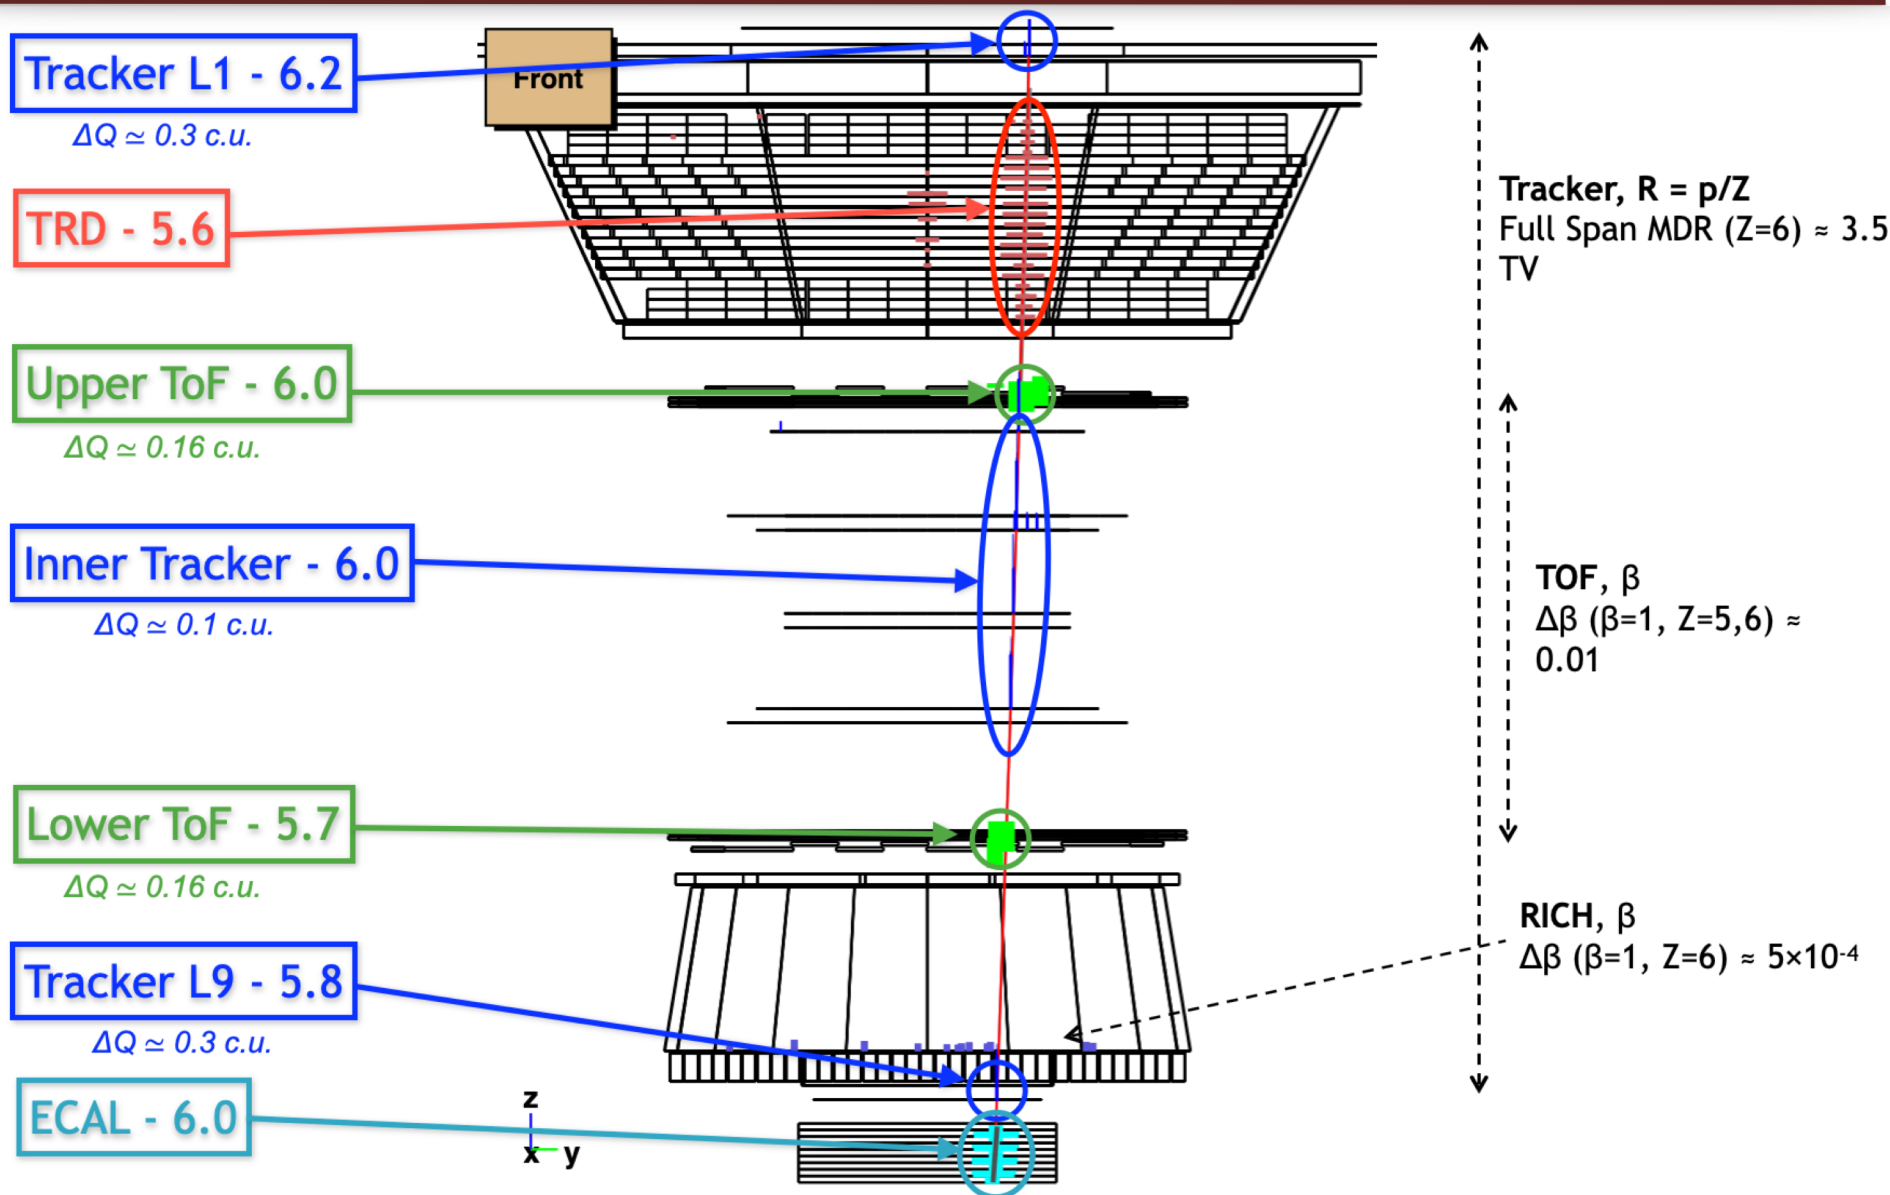 Tracker L1 - 6.2
ΔQ ≃ 0.3 c.u.
Front
TRD - 5.6
Upper ToF - 6.0
ΔQ ≃ 0.16 c.u.
Inner Tracker - 6.0
ΔQ ≃ 0.1 c.u.
Lower ToF - 5.7
ΔQ ≃ 0.16 c.u.
Tracker L9 - 5.8
ΔQ ≃ 0.3 c.u.
ECAL - 6.0
z
x y
Tracker, R = p/Z
Full Span MDR (Z=6) ≈ 3.5
TV
TOF, β
Δβ (β=1, Z=5,6) ≈
0.01
RICH, β
Δβ (β=1, Z=6) ≈ 5×10⁻⁴